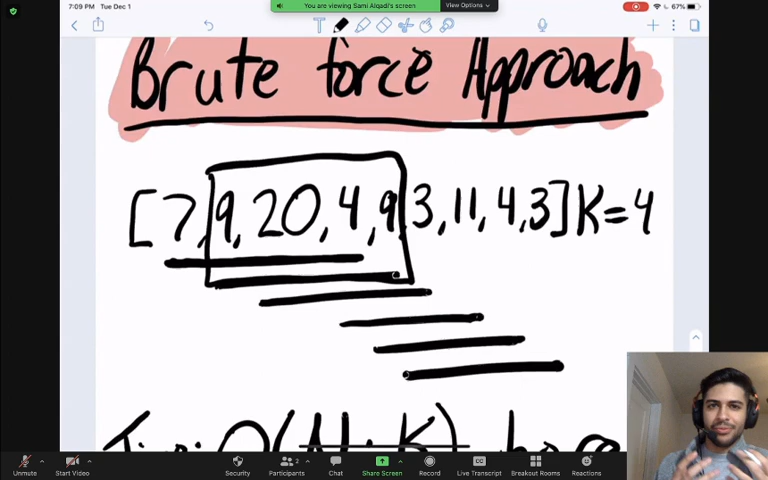 7:09 PM Tue Dec 1
You are viewing Sami Alqadi's screen
View Options
67%
Brute force Approach
[7, 9, 20, 4, 9, 3, 11, 4, 3] K=4
O(N·K)
Unmute
Start Video
Security
Participants
2
Chat
Share Screen
Record
Live Transcript
Breakout Rooms
Reactions